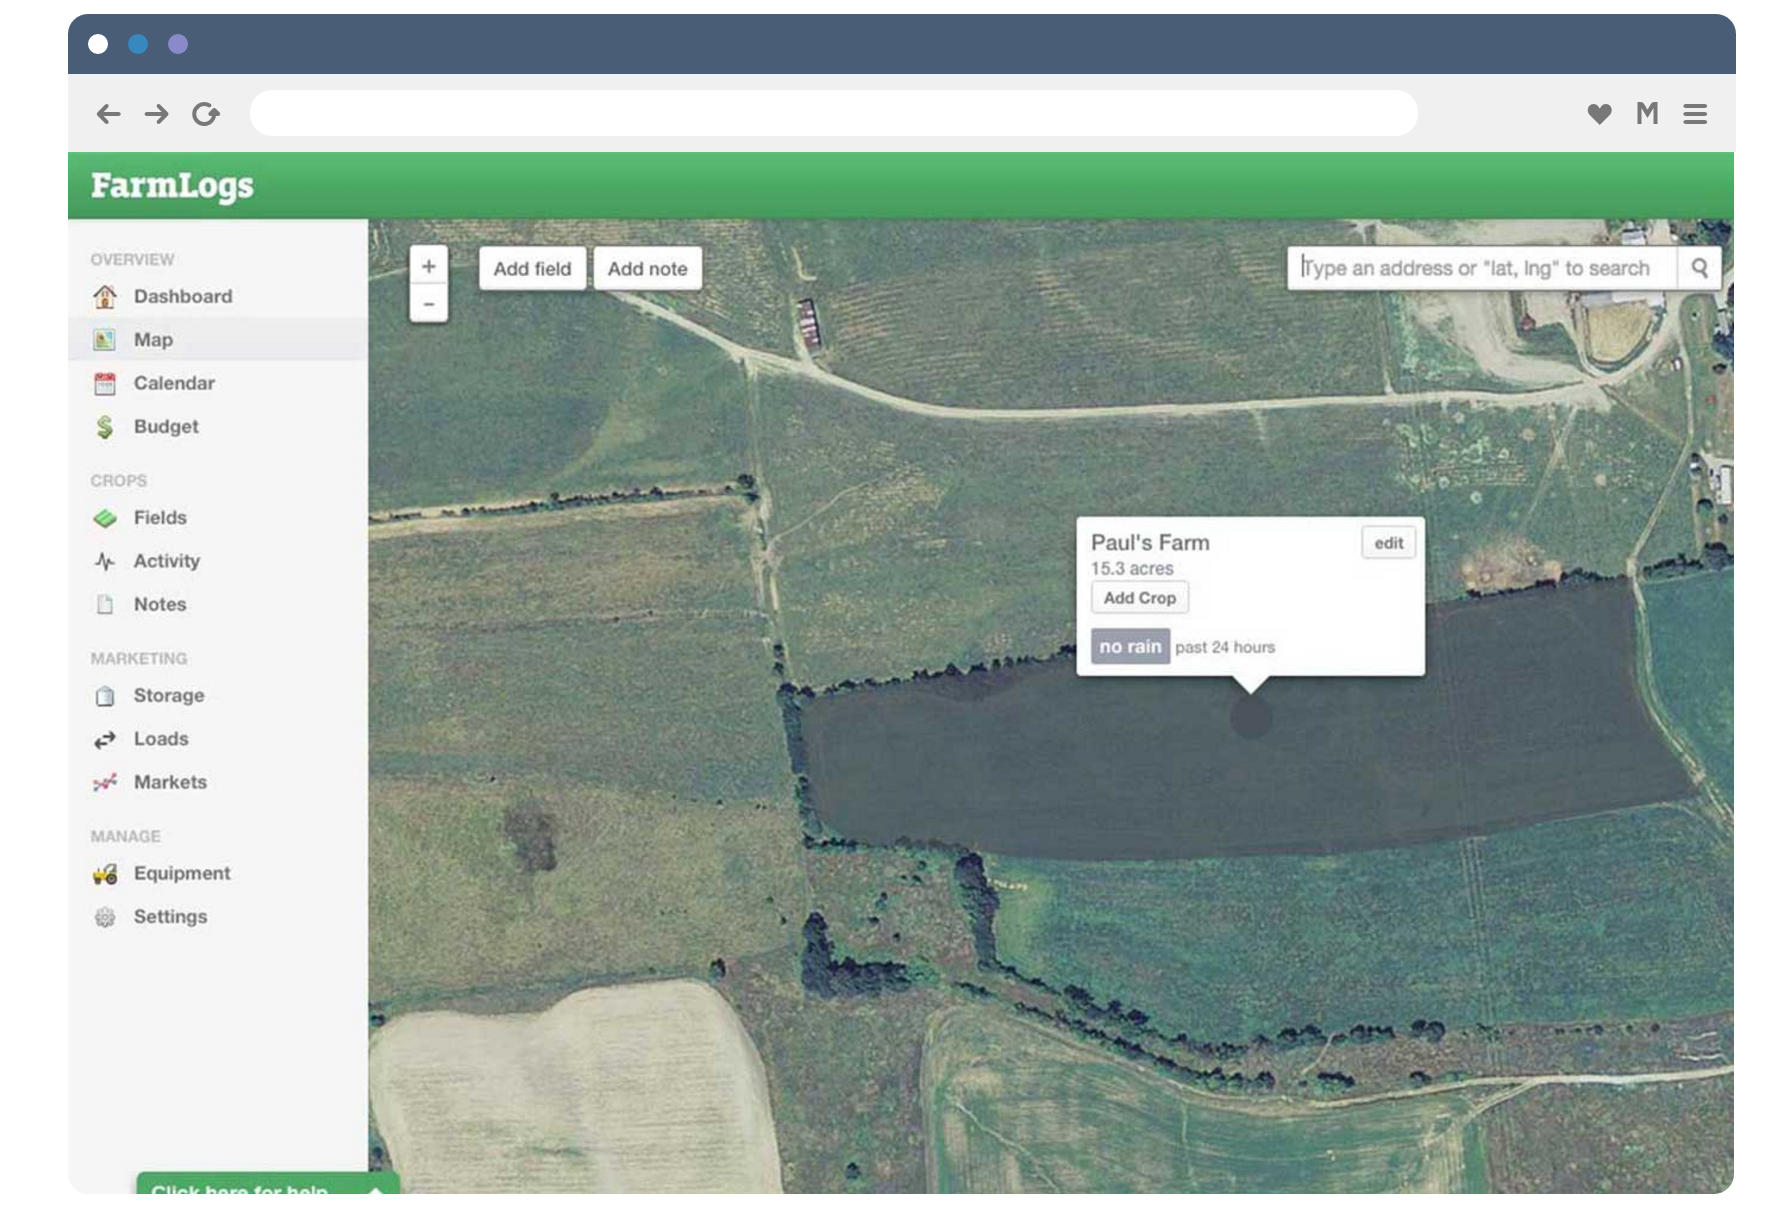 M
FarmLogs
OVERVIEW
Dashboard
Map
Calendar
Budget
CROPS
Fields
Activity
Notes
MARKETING
Storage
Loads
Markets
MANAGE
Equipment
Settings
Click here for help
+
-
Add field
Add note
Type an address or "lat, lng" to search
Paul's Farm
edit
15.3 acres
Add Crop
no rain past 24 hours